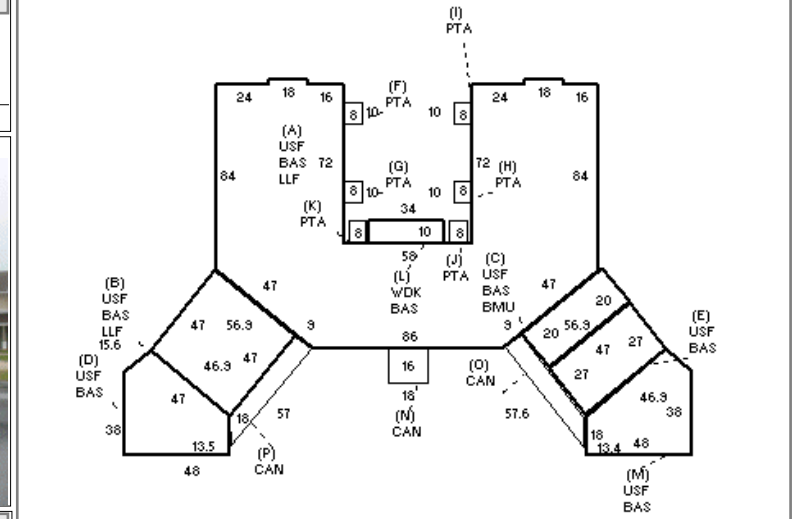 (I)
PTA
24
18
16
(F)
PTA
8
10
10
8
24
18
16
(A)
USF
BAS
LLF
72
84
(G)
PTA
8
10
10
8
72
(H)
PTA
84
(K)
PTA
34
8
10
8
58
(J)
PTA
(L)
WDK
BAS
(C)
USF
BAS
BMU
47
47
(B)
USF
BAS
LLF
15.6
47
56.9
9
86
9
20
56.9
20
(E)
USF
BAS
(D)
USF
BAS
46.9
47
16
(O)
CAN
47
27
27
47
38
18
57
18
(N)
CAN
57.6
46.9
38
18
13.5
48
(P)
CAN
13.4
48
(M)
USF
BAS